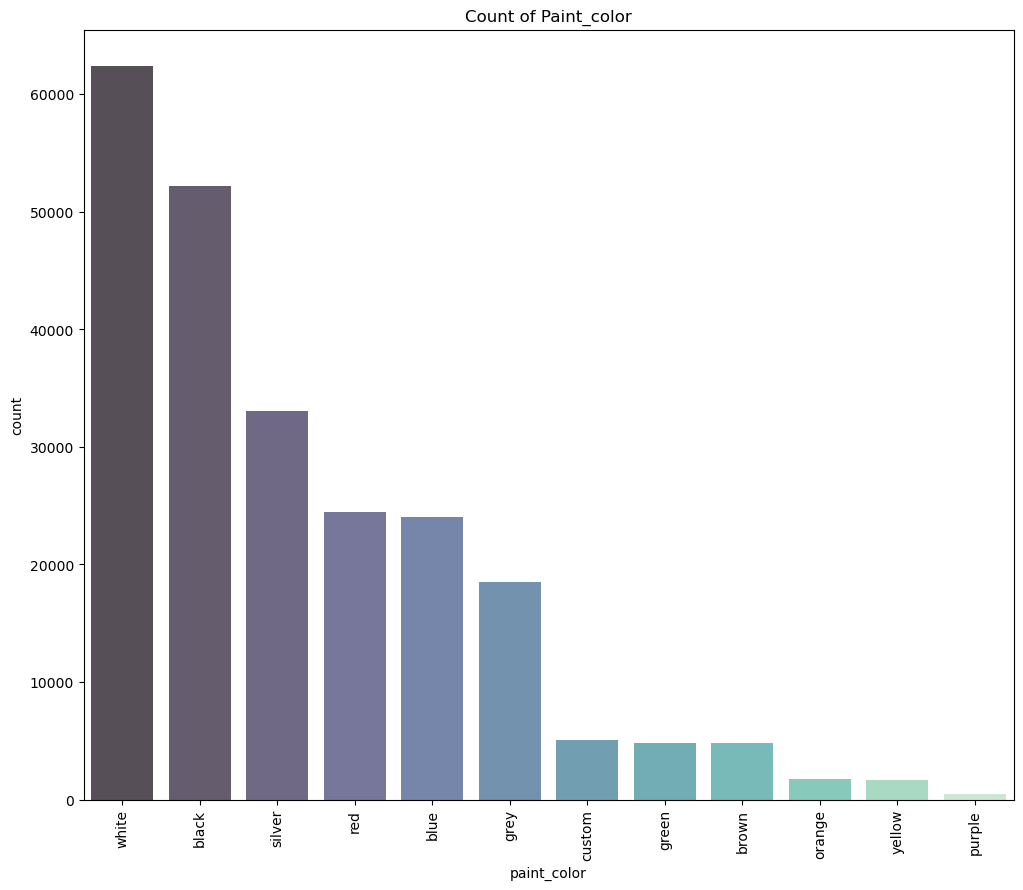 Count of Paint_color
60000
50000
40000
30000
20000
10000
0
count
white
black
silver
red
blue
grey
custom
green
brown
orange
yellow
purple
paint_color